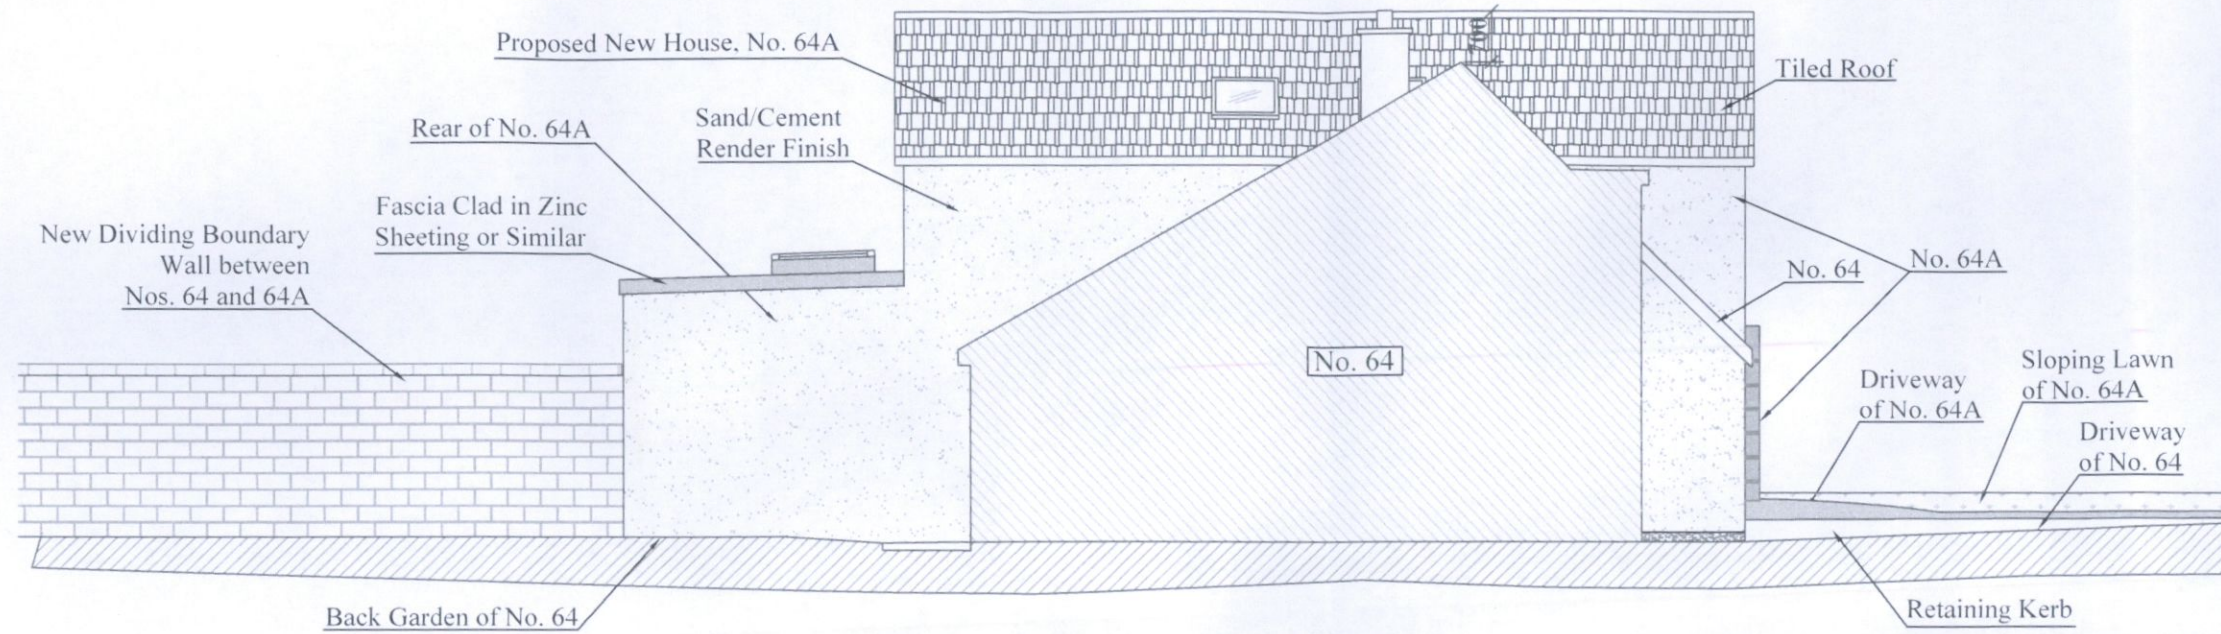 Proposed New House, No. 64A
700
Tiled Roof
Rear of No. 64A
Sand/Cement
Render Finish
Fascia Clad in Zinc
Sheeting or Similar
New Dividing Boundary
Wall between
Nos. 64 and 64A
No. 64
No. 64A
No. 64
Driveway
of No. 64A
Sloping Lawn
of No. 64A
Driveway
of No. 64
Back Garden of No. 64
Retaining Kerb